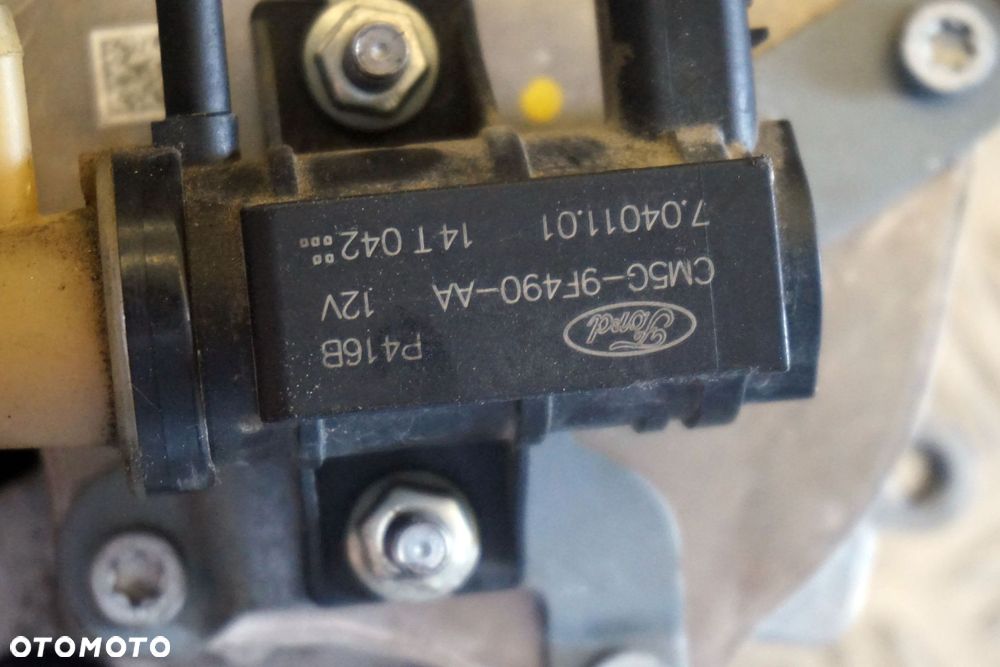 Ford P416B
CM5G-9F490-AA 12V
7.04011.01 14T042
OTOMOTO